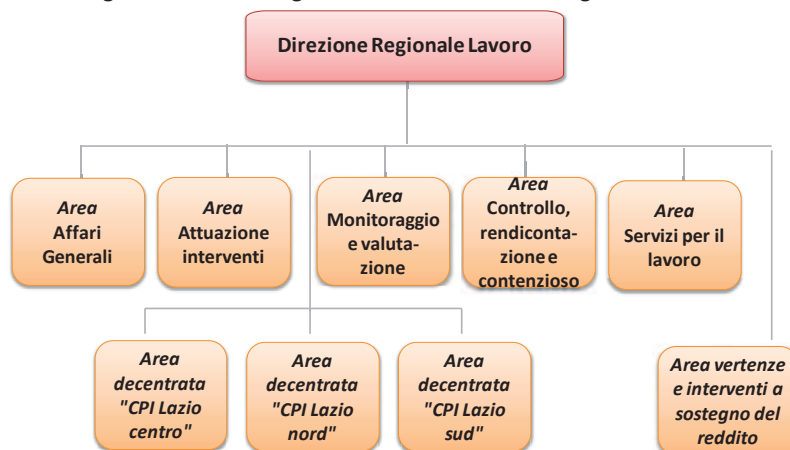 Direzione Regionale Lavoro
Area
Affari
Generali
Area
Attuazione
interventi
Area
Monitoraggio
e valuta-
zione
Area
Controllo,
rendiconta-
zione e
contenzioso
Area
Servizi per il
lavoro
Area
decentrata
"CPI Lazio
centro"
Area
decentrata
"CPI Lazio
nord"
Area
decentrata
"CPI Lazio
sud"
Area vertenze
e interventi a
sostegno del
reddito